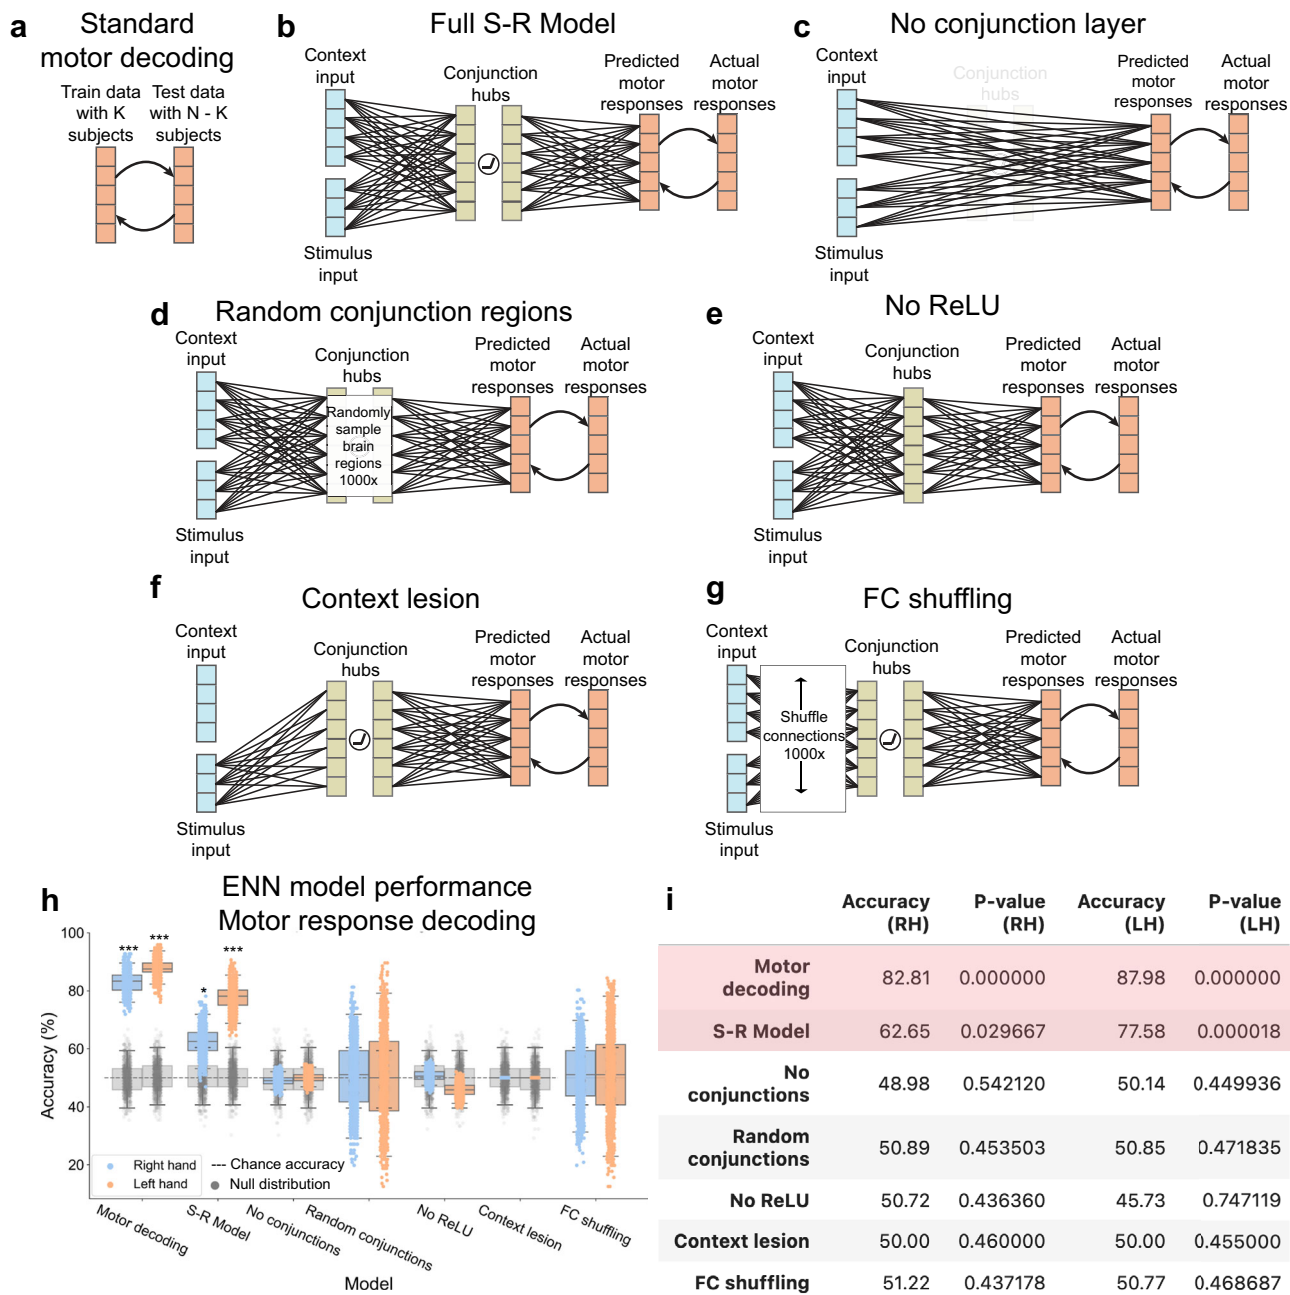 a
Standard
motor decoding
Train data
with K
subjects
Test data
with N - K
subjects
b
Full S-R Model
Context
input
Conjunction
hubs
Predicted
motor
responses
Actual
motor
responses
Stimulus
input
c
No conjunction layer
Context
input
Conjunction
hubs
Predicted
motor
responses
Actual
motor
responses
Stimulus
input
d
Random conjunction regions
Context
input
Conjunction
hubs
Randomly
sample
brain
regions
1000x
Predicted
motor
responses
Actual
motor
responses
Stimulus
input
e
No ReLU
Context
input
Conjunction
hubs
Predicted
motor
responses
Actual
motor
responses
Stimulus
input
f
Context lesion
Context
input
Conjunction
hubs
Predicted
motor
responses
Actual
motor
responses
Stimulus
input
g
FC shuffling
Context
input
Shuffle
connections
1000x
Conjunction
hubs
Predicted
motor
responses
Actual
motor
responses
Stimulus
input
h
ENN model performance
Motor response decoding
Accuracy (%)
100
80
60
40
20
*** *** * ***
Right hand
Left hand
--- Chance accuracy
Null distribution
Motor decoding
S-R Model
No conjunctions
Random conjunctions
No ReLU
Context lesion
FC shuffling
Model
i
Accuracy (RH) P-value (RH) Accuracy (LH) P-value (LH)
Motor decoding 82.81 0.000000 87.98 0.000000
S-R Model 62.65 0.029667 77.58 0.000018
No conjunctions 48.98 0.542120 50.14 0.449936
Random conjunctions 50.89 0.453503 50.85 0.471835
No ReLU 50.72 0.436360 45.73 0.747119
Context lesion 50.00 0.460000 50.00 0.455000
FC shuffling 51.22 0.437178 50.77 0.468687